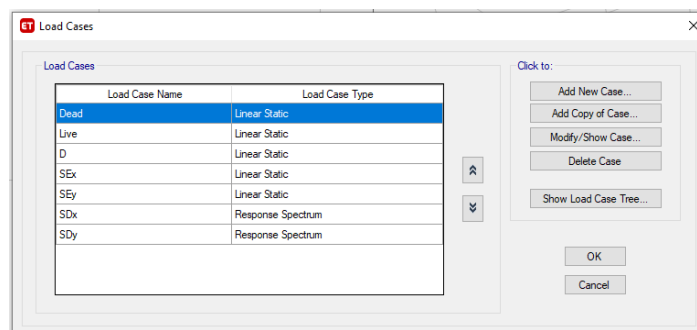 ET Load Cases
Load Cases
Click to:
Load Case Name Load Case Type
Dead Linear Static
Live Linear Static
D Linear Static
SEx Linear Static
SEy Linear Static
SDx Response Spectrum
SDy Response Spectrum
Add New Case...
Add Copy of Case...
Modify/Show Case...
Delete Case
Show Load Case Tree...
OK
Cancel